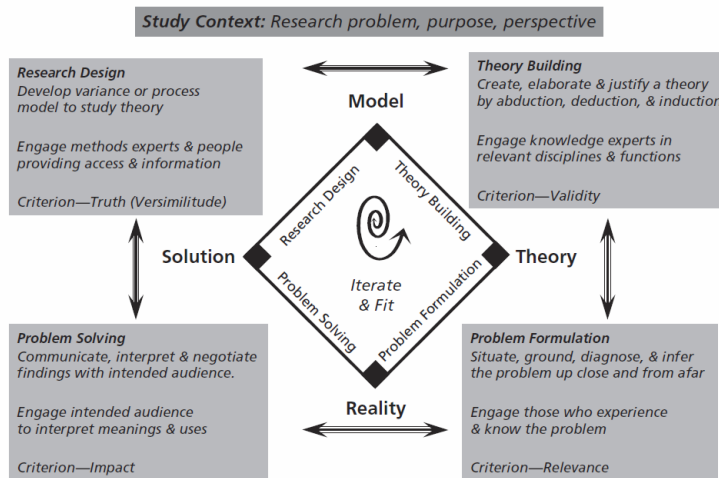 Study Context: Research problem, purpose, perspective
Research Design
Develop variance or process
model to study theory
Engage methods experts & people
providing access & information
Criterion—Truth (Versimilitude)
Theory Building
Create, elaborate & justify a theory
by abduction, deduction, & induction
Engage knowledge experts in
relevant disciplines & functions
Criterion—Validity
Model
Research Design
Theory Building
Solution
Theory
Iterate
& Fit
Problem Solving
Problem Formulation
Reality
Problem Solving
Communicate, interpret & negotiate
findings with intended audience.
Engage intended audience
to interpret meanings & uses
Criterion—Impact
Problem Formulation
Situate, ground, diagnose, & infer
the problem up close and from afar
Engage those who experience
& know the problem
Criterion—Relevance